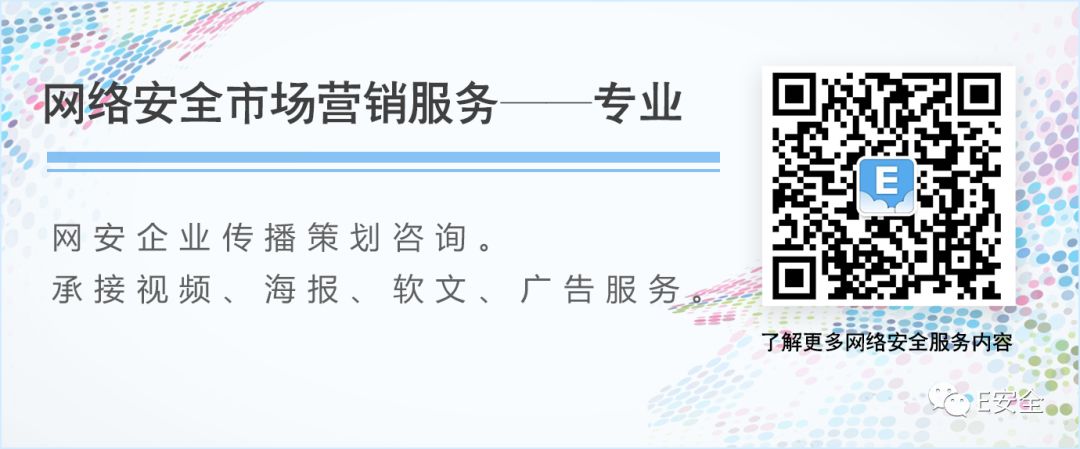 网络安全市场营销服务——专业
网安企业传播策划咨询。
承接视频、海报、软文、广告服务。
E
了解更多网络安全服务内容
E安全